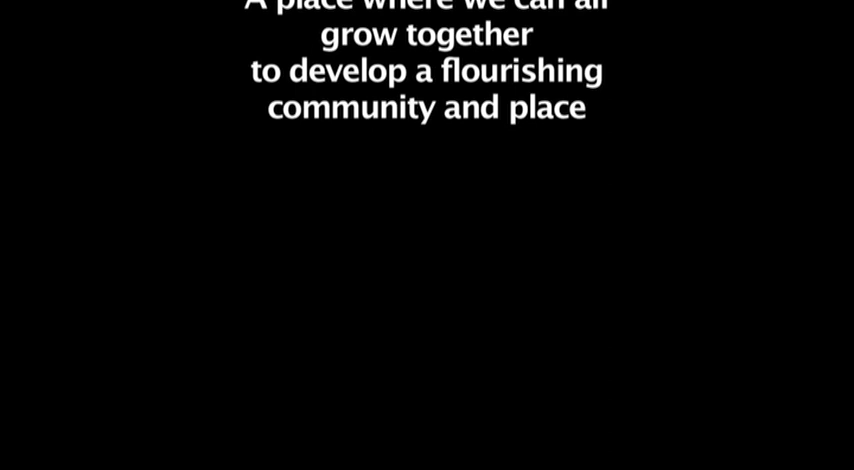 A place where we can all
grow together
to develop a flourishing
community and place